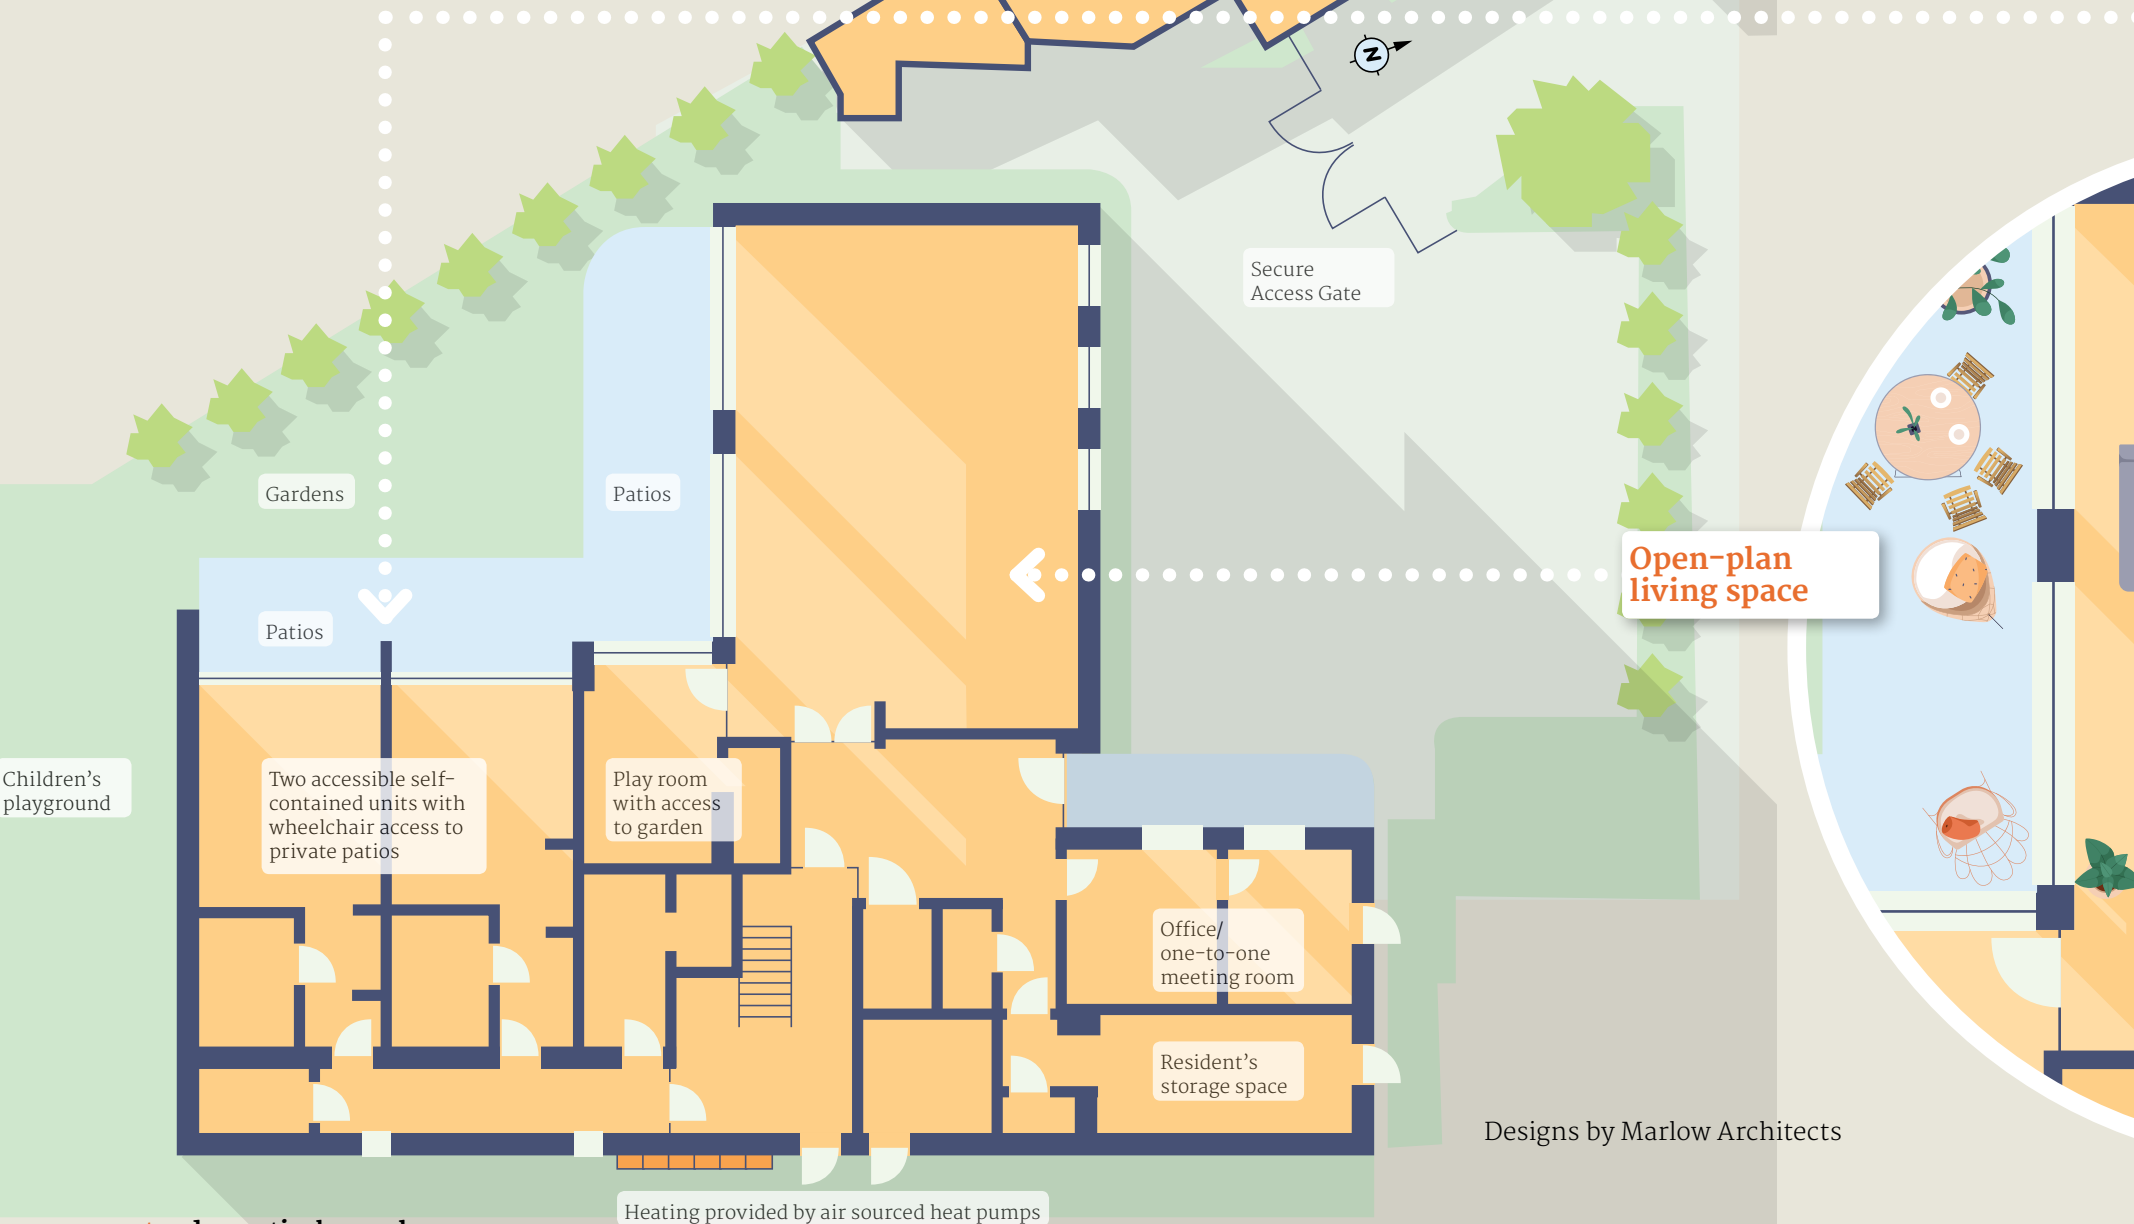 N
Secure
Access Gate
Gardens
Patios
Open-plan
living space
Patios
Children's
playground
Two accessible self-
contained units with
wheelchair access to
private patios
Play room
with access
to garden
Office/
one-to-one
meeting room
Resident's
storage space
Designs by Marlow Architects
Heating provided by air sourced heat pumps